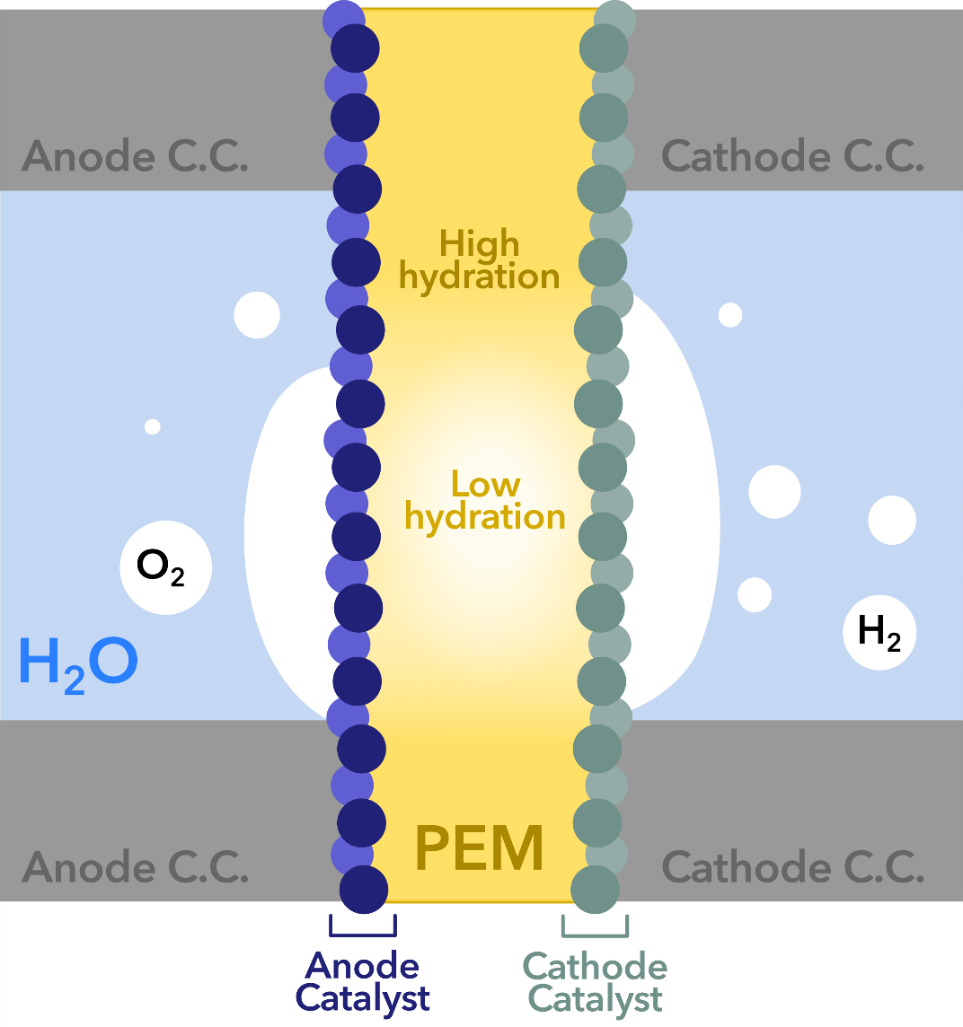 Anode C.C.
Cathode C.C.
High
hydration
Low
hydration
O₂
H₂
H₂O
PEM
Anode C.C.
Cathode C.C.
Anode
Catalyst
Cathode
Catalyst